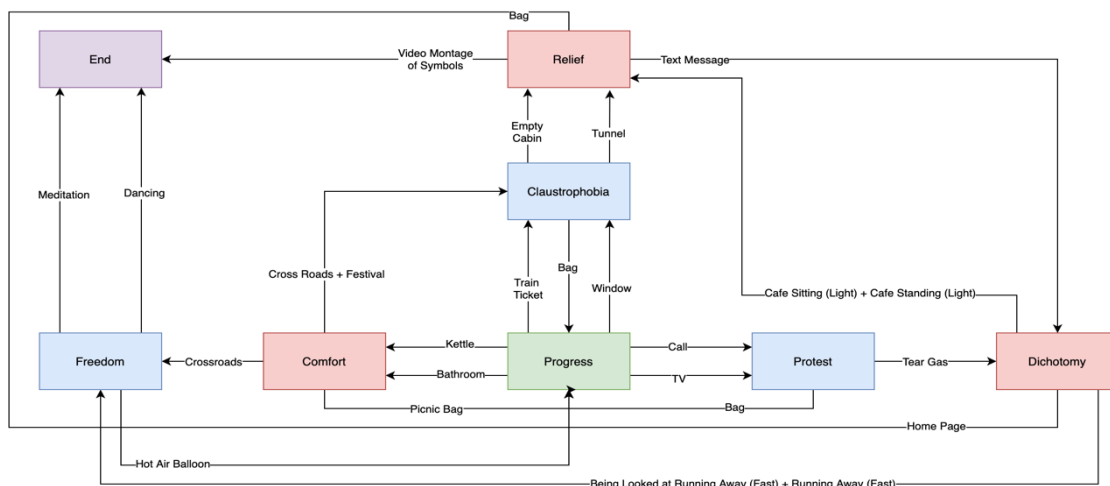 Bag
End
Video Montage
of Symbols
Relief
Text Message
Empty
Cabin
Tunnel
Meditation
Dancing
Claustrophobia
Cross Roads + Festival
Train
Ticket
Bag
Window
Cafe Sitting (Light) + Cafe Standing (Light)
Freedom
Crossroads
Comfort
Kettle
Bathroom
Progress
Call
TV
Protest
Tear Gas
Dichotomy
Picnic Bag
Bag
Home Page
Hot Air Balloon
Being Looked at Running Away (Fast) + Running Away (Fast)